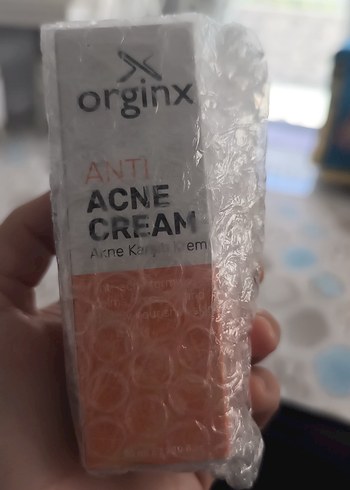 orginx
ANTI
ACNE
CREAM
Akne Karşıtı Krem